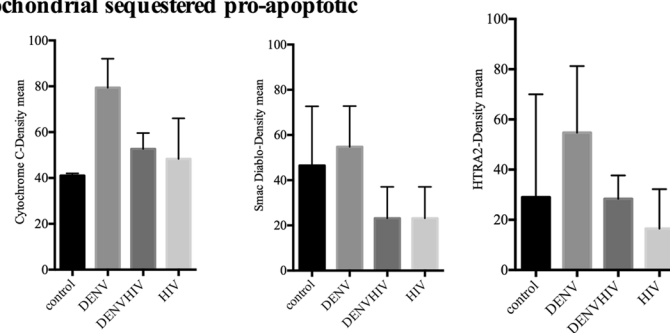 ochondrial sequestered pro-apoptotic
Cytochrome C-Density mean
100
80
60
40
20
0
control
DENV
DENVHIV
HIV
Smac Diablo-Density mean
100
80
60
40
20
0
control
DENV
DENVHIV
HIV
HTRA2-Density mean
100
80
60
40
20
0
control
DENV
DENVHIV
HIV